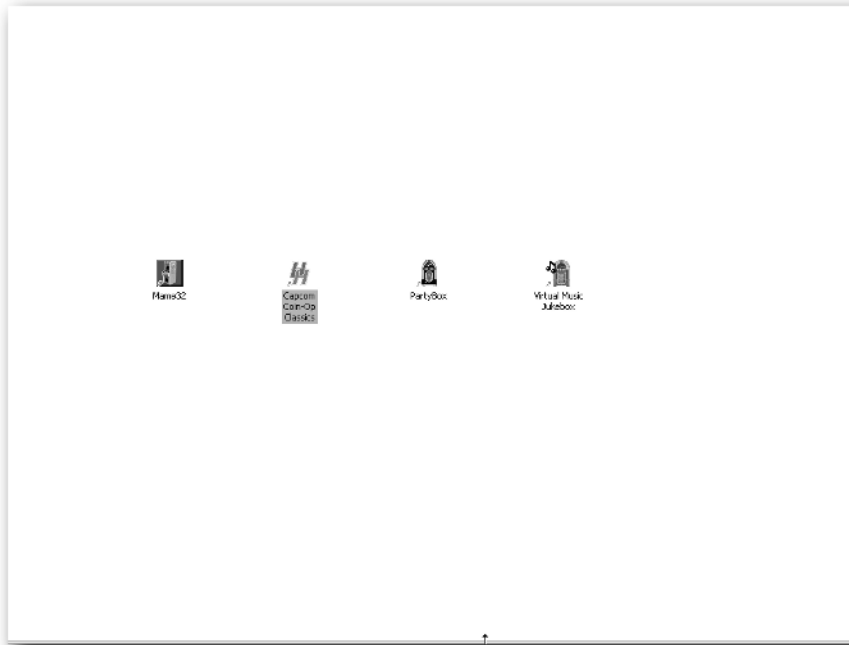 Mame32
Capcom
Coin-Op
Classics
PartyBox
Virtual Music
Jukebox